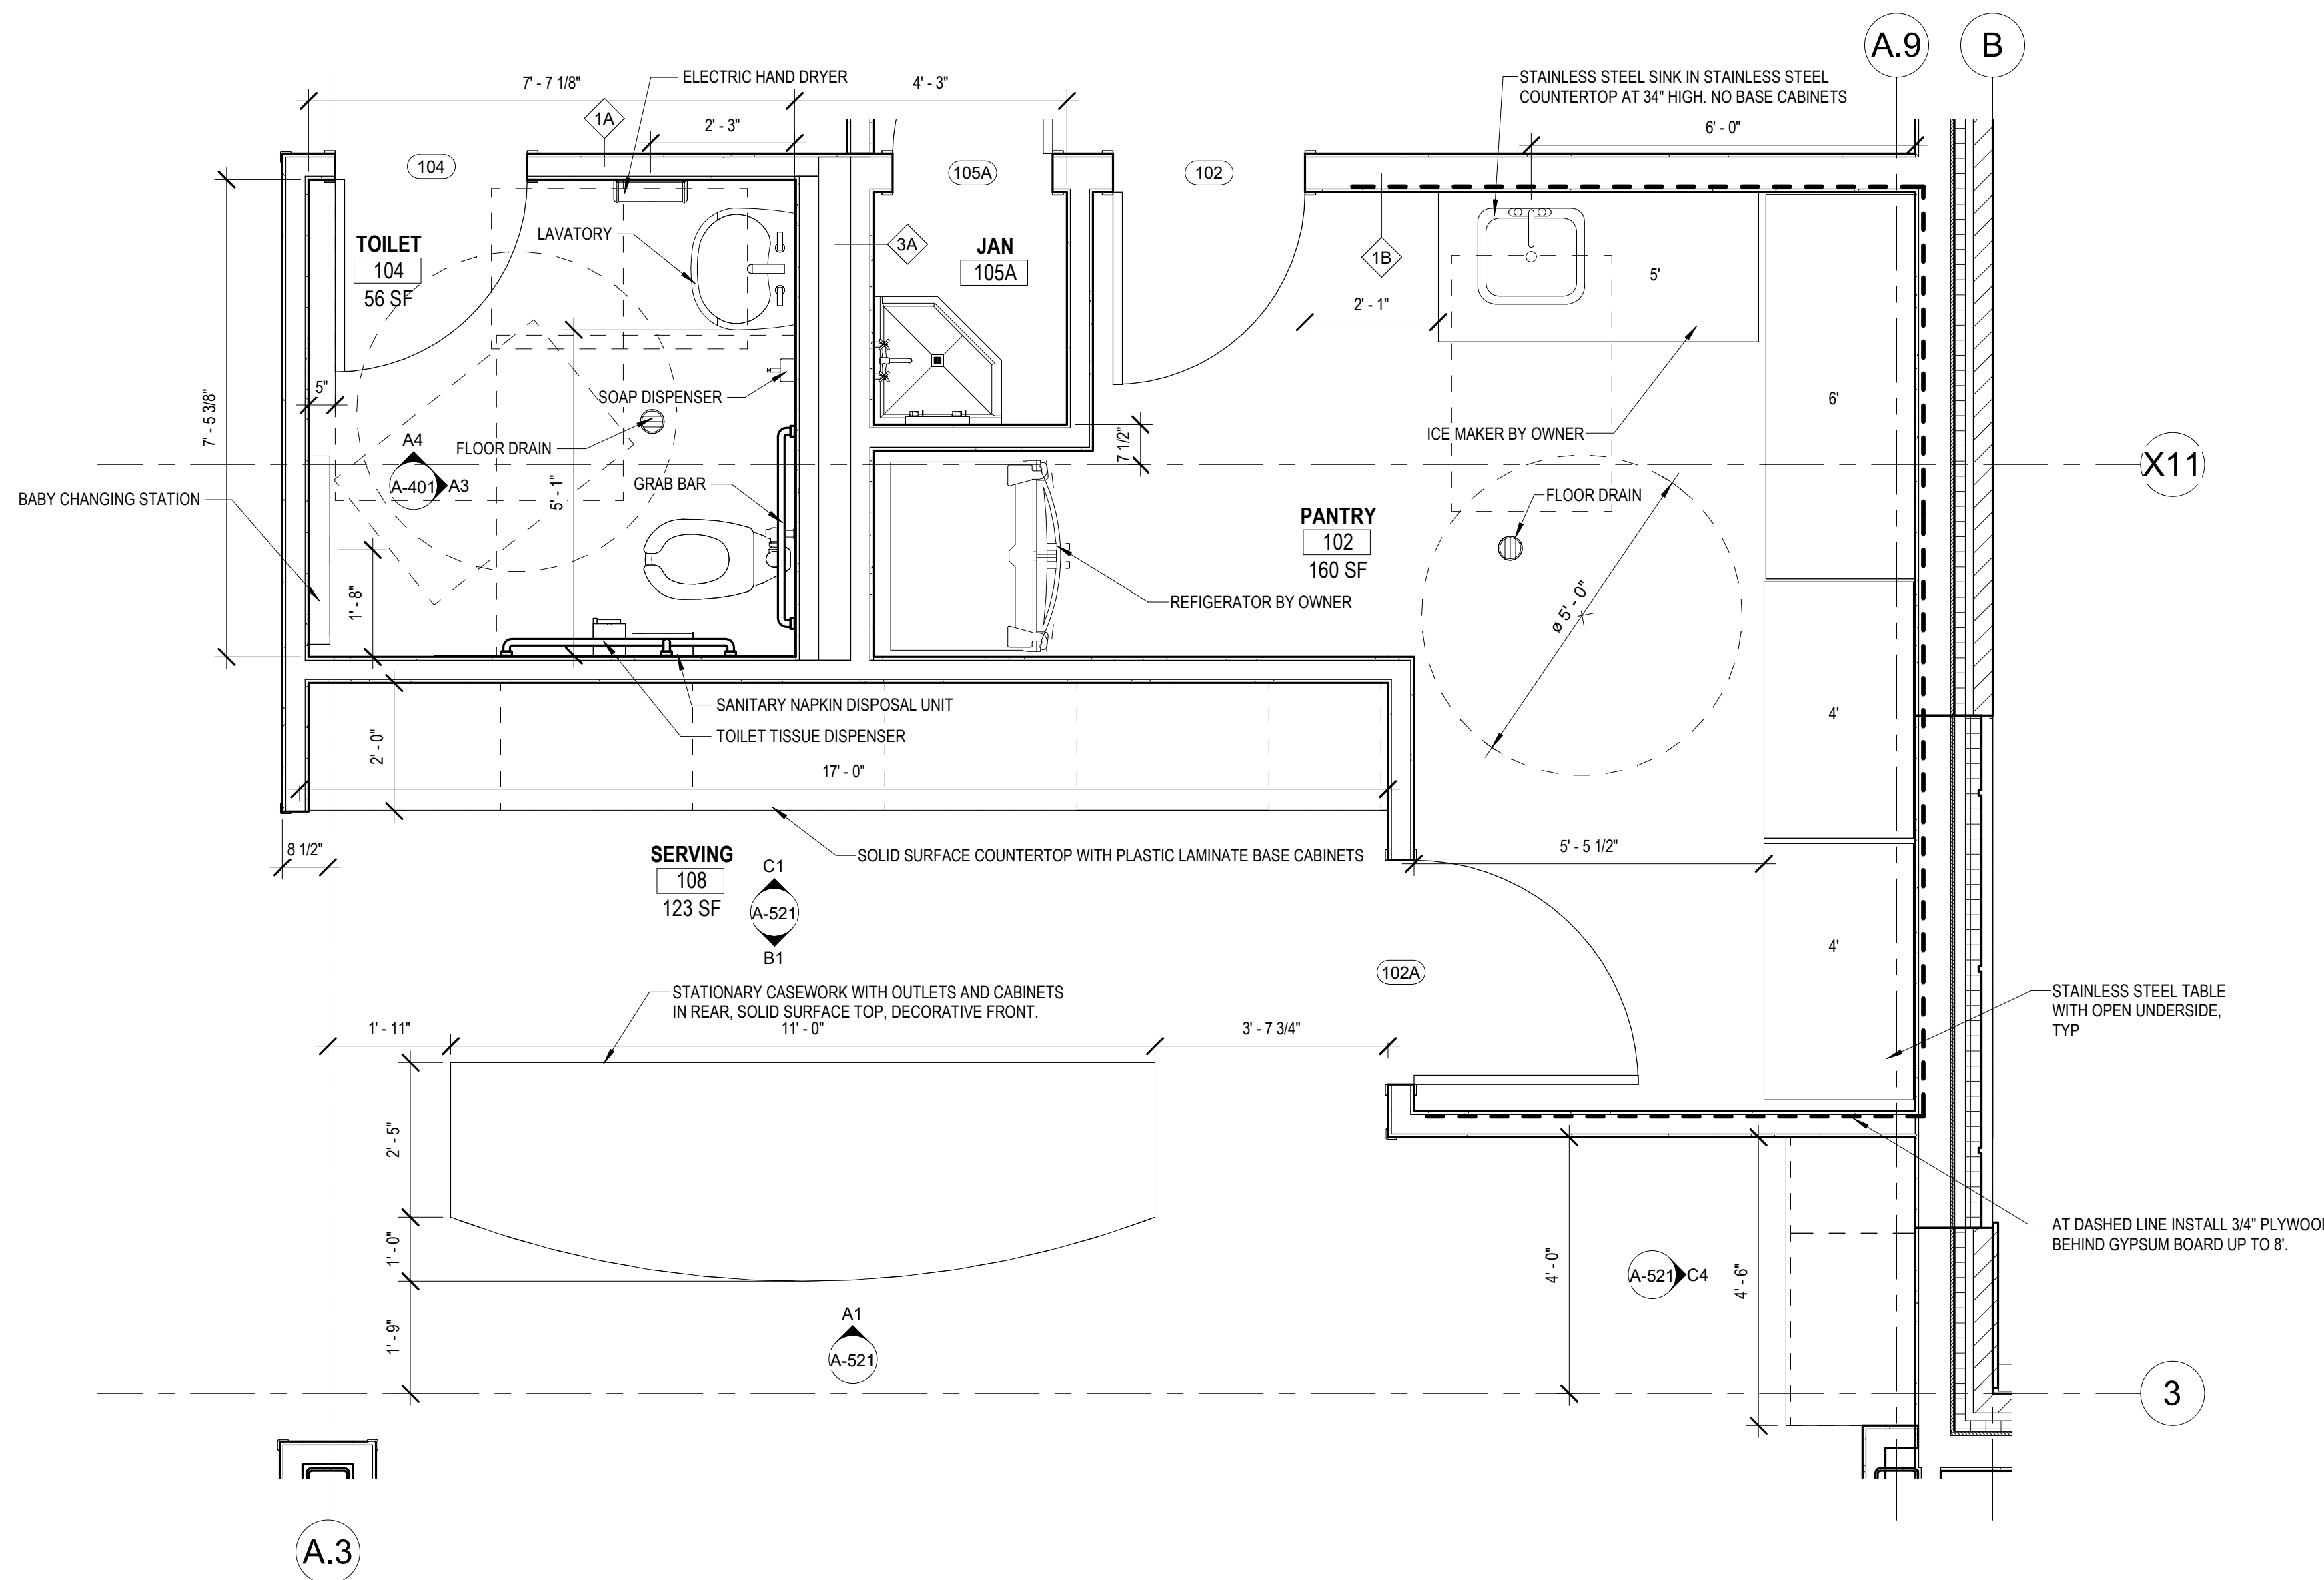 A.9
B
7' - 7 1/8"
ELECTRIC HAND DRYER
4' - 3"
STAINLESS STEEL SINK IN STAINLESS STEEL
COUNTERTOP AT 34" HIGH. NO BASE CABINETS
1A
2' - 3"
6' - 0"
104
105A
102
TOILET
104
56 SF
LAVATORY
3A
JAN
105A
1B
5'
2' - 1"
5"
7' - 5 3/8"
SOAP DISPENSER
6'
FLOOR DRAIN
A4
A-401
A3
ICE MAKER BY OWNER
7 1/2"
X11
BABY CHANGING STATION
5' - 1"
GRAB BAR
FLOOR DRAIN
PANTRY
102
160 SF
1' - 8"
REFIGERATOR BY OWNER
ø 5' - 0"
SANITARY NAPKIN DISPOSAL UNIT
TOILET TISSUE DISPENSER
4'
2' - 0"
17' - 0"
8 1/2"
SERVING
108
123 SF
C1
A-521
B1
SOLID SURFACE COUNTERTOP WITH PLASTIC LAMINATE BASE CABINETS
5' - 5 1/2"
4'
102A
STATIONARY CASEWORK WITH OUTLETS AND CABINETS
IN REAR, SOLID SURFACE TOP, DECORATIVE FRONT.
STAINLESS STEEL TABLE
WITH OPEN UNDERSIDE,
TYP
1' - 11"
11' - 0"
3' - 7 3/4"
2' - 5"
1' - 0"
1' - 9"
AT DASHED LINE INSTALL 3/4" PLYWOO
BEHIND GYPSUM BOARD UP TO 8'.
4' - 0"
A-521
C4
4' - 6"
A1
A-521
3
A.3